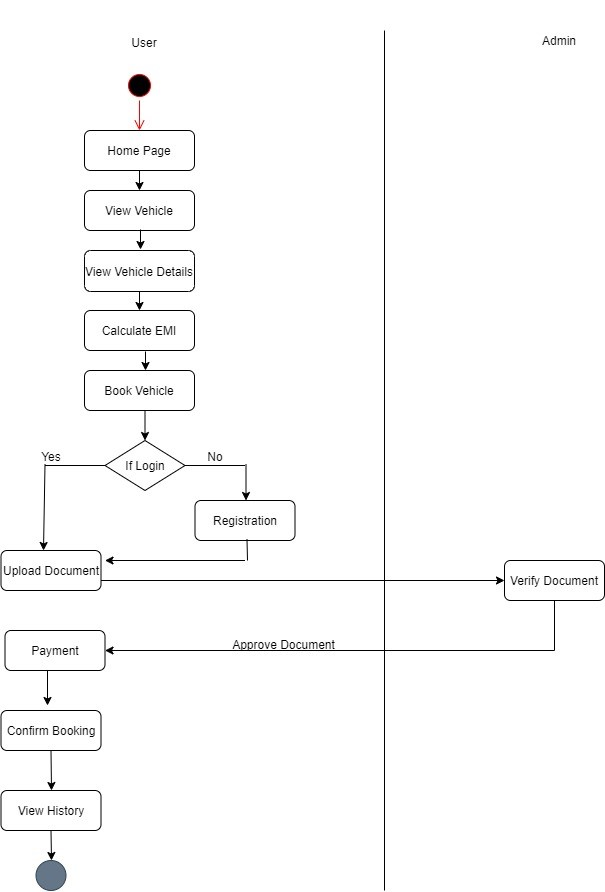 User
Admin
Home Page
View Vehicle
View Vehicle Details
Calculate EMI
Book Vehicle
If Login
Yes
No
Registration
Upload Document
Verify Document
Approve Document
Payment
Confirm Booking
View History